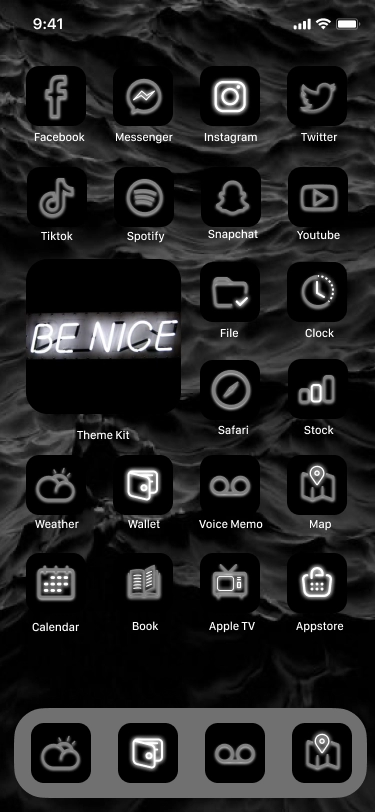 9:41
Facebook Messenger Instagram Twitter
Tiktok Spotify Snapchat Youtube
BE NICE
File Clock
Safari Stock
Theme Kit
Weather Wallet Voice Memo Map
Calendar Book Apple TV Appstore